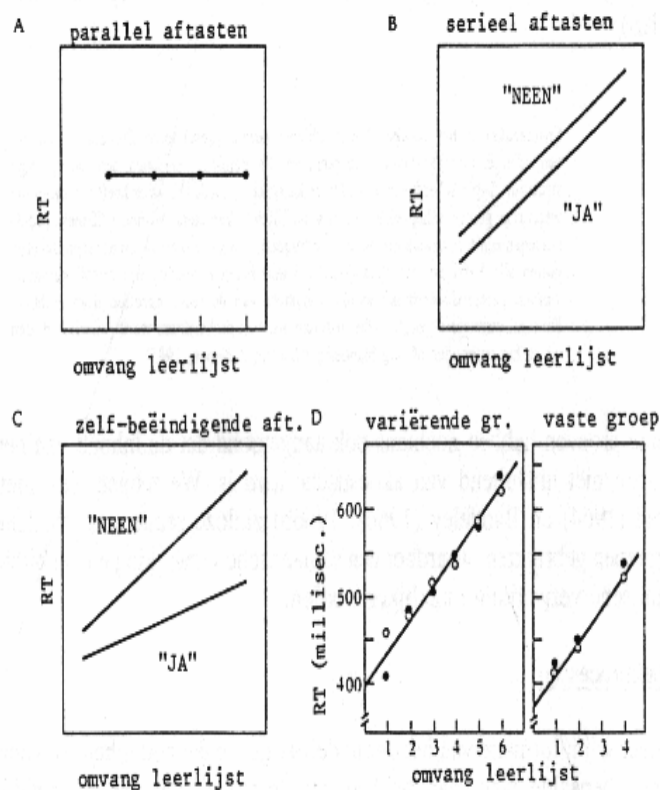 A parallel aftasten
RT
omvang leerlijst
B serieel aftasten
"NEEN"
"JA"
RT
omvang leerlijst
C zelf-beëindigende aft.
"NEEN"
"JA"
RT
omvang leerlijst
D variërende gr. vaste groep
600
500
400
RT (millisec.)
1 2 3 4 5 6 1 2 4
omvang leerlijst